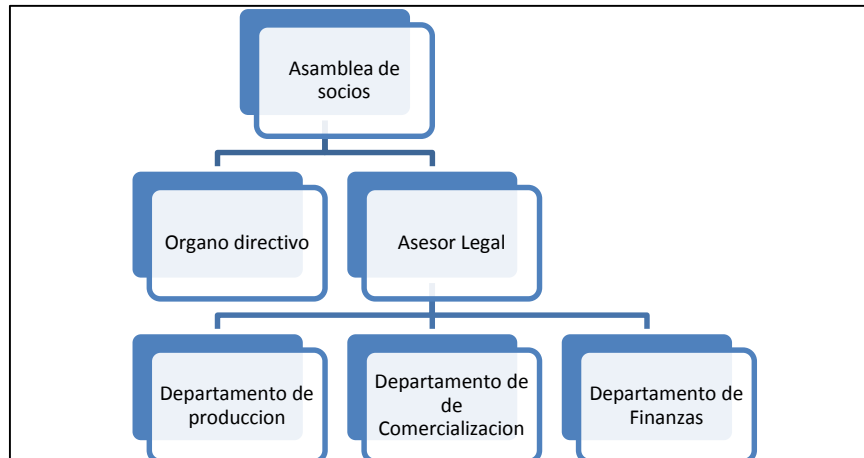 Asamblea de
socios
Organo directivo
Asesor Legal
Departamento de
produccion
Departamento de
de
Comercializacion
Departamento de
Finanzas